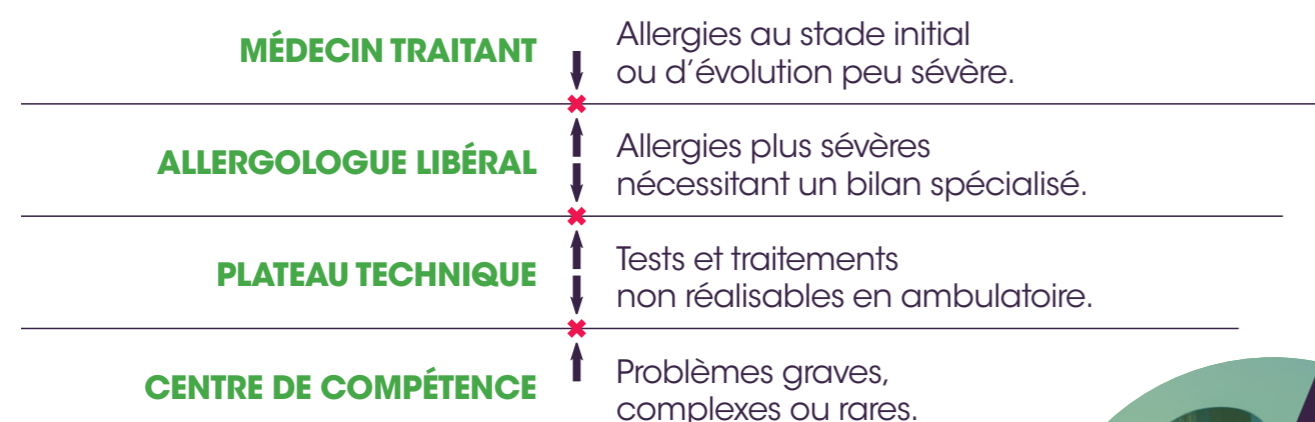 MÉDECIN TRAITANT
Allergies au stade initial
ou d'évolution peu sévère.
ALLERGOLOGUE LIBÉRAL
Allergies plus sévères
nécessitant un bilan spécialisé.
PLATEAU TECHNIQUE
Tests et traitements
non réalisables en ambulatoire.
CENTRE DE COMPÉTENCE
Problèmes graves,
complexes ou rares.